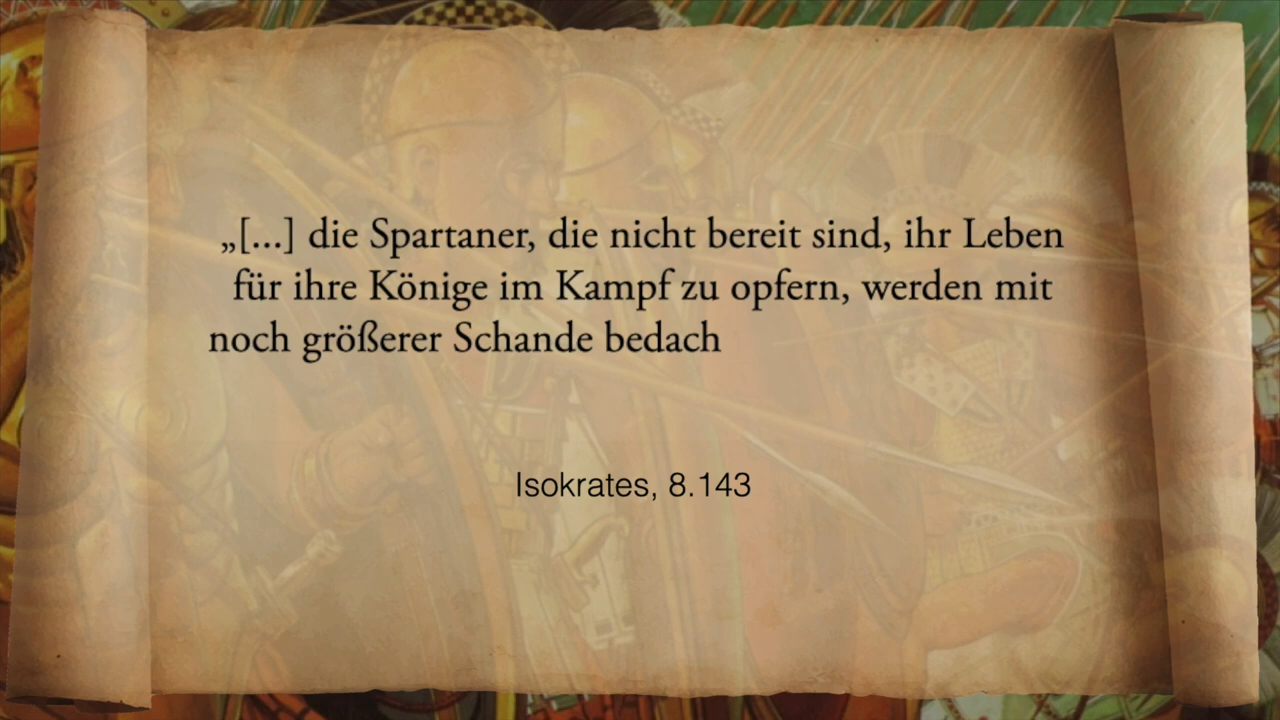 „[...] die Spartaner, die nicht bereit sind, ihr Leben
für ihre Könige im Kampf zu opfern, werden mit
noch größerer Schande bedach
Isokrates, 8.143